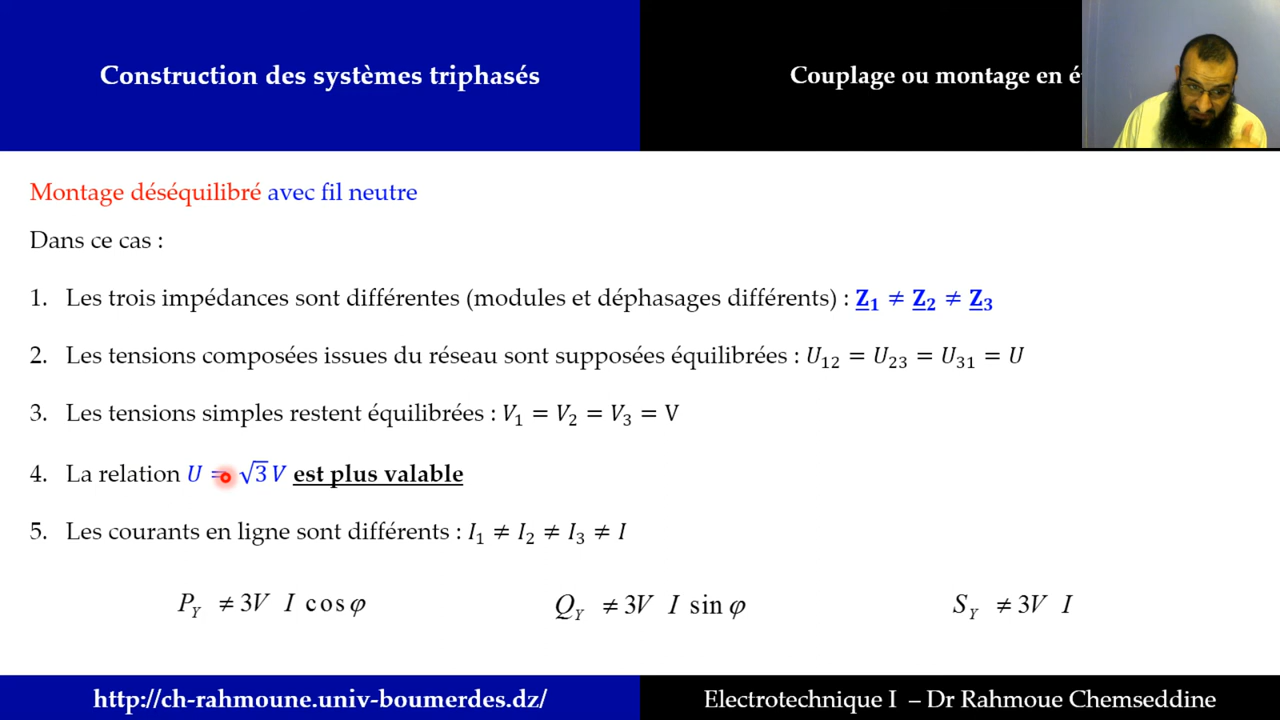 Construction des systèmes triphasés
Couplage ou montage en
Montage déséquilibré avec fil neutre
Dans ce cas :
1. Les trois impédances sont différentes (modules et déphasages différents) : Z1 ≠ Z2 ≠ Z3
2. Les tensions composées issues du réseau sont supposées équilibrées : U12 = U23 = U31 = U
3. Les tensions simples restent équilibrées : V1 = V2 = V3 = V
4. La relation U = √3 V est plus valable
5. Les courants en ligne sont différents : I1 ≠ I2 ≠ I3 ≠ I
PY ≠ 3V I cos φ
QY ≠ 3V I sin φ
SY ≠ 3V I
http://ch-rahmoune.univ-boumerdes.dz/
Electrotechnique I – Dr Rahmoue Chemseddine